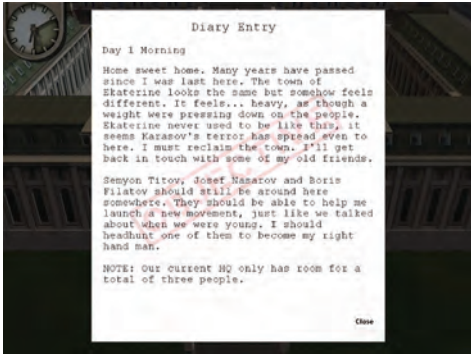 Diary Entry
Day 1 Morning
Home sweet home. Many years have passed
since I was last here. The town of
Ekaterine looks the same but somehow feels
different. It feels... heavy, as though a
weight were pressing down on the people.
Ekaterine never used to be like this, it
seems Karasov's terror has spread even to
here. I must reclaim the town. I'll get
back in touch with some of my old friends.
Semyon Titov, Josef Nasarov and Boris
Filatov should still be around here
somewhere. They should be able to help me
launch a new movement, just like we talked
about when we were young. I should
headhunt one of them to become my right
hand man.
NOTE: Our current HQ only has room for a
total of three people.
Close